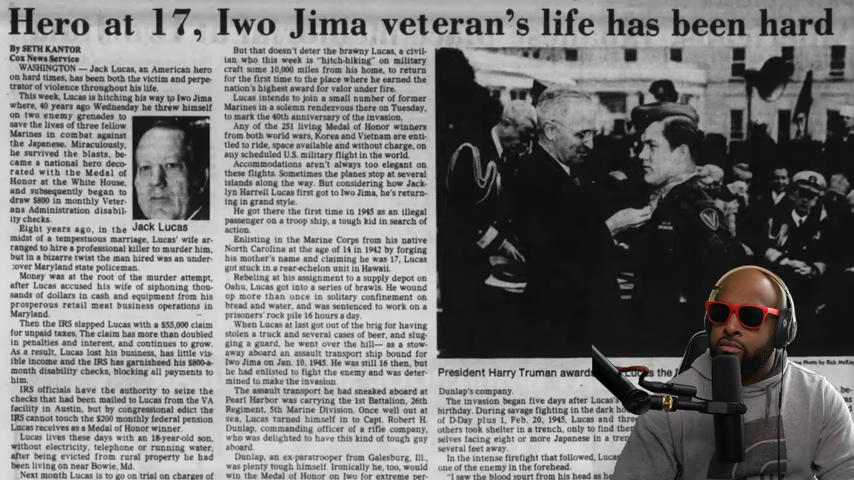 Hero at 17, Iwo Jima veteran's life has been hard
By SETH KANTOR
Cox News Service
WASHINGTON — Jack Lucas, an American hero
on hard times, has been both the victim and perpe-
trator of violence throughout his life.
This week, Lucas is hitching his way to Iwo Jima
where, 40 years ago Wednesday he threw himself
on two enemy grenades to
save the lives of three fellow
Marines in combat against
the Japanese. Miraculously,
he survived the blasts, be-
came a national hero deco-
rated with the Medal of
Honor at the White House,
and subsequently began to
draw $800 in monthly Veter-
ans Administration disabil-
ity checks.
Jack Lucas
Eight years ago, in the
midst of a tempestuous marriage, Lucas' wife ar-
ranged to hire a professional killer to murder him,
but in a bizarre twist the man hired was an under-
cover Maryland state policeman.
Money was at the root of the murder attempt,
after Lucas accused his wife of siphoning thou-
sands of dollars in cash and equipment from his
prosperous retail meat business operations in
Maryland.
Then the IRS slapped Lucas with a $55,000 claim
for unpaid taxes. The claim has more than doubled
in penalties and interest, and continues to grow.
As a result, Lucas lost his business, has little vis-
ible income and the IRS has garnished his $800-a-
month disability checks, blocking all payments to
him.
IRS officials have the authority to seize the
checks that had been mailed to Lucas from the VA
facility in Austin, but by congressional edict the
IRS cannot touch the $200 monthly federal pension
Lucas receives as a Medal of Honor winner.
Lucas lives these days with an 18-year-old son,
without electricity, telephone or running water,
after being evicted from rural property he had
been living on near Bowie, Md.
Next month Lucas is to go on trial on charges of
But that doesn't deter the brawny Lucas, a civil-
ian who this week is "hitch-hiking" on military
craft some 10,000 miles from his home, to return
for the first time to the place where he earned the
nation's highest award for valor under fire.
Lucas intends to join a small number of former
Marines in a solemn rendezvous there on Tuesday,
to mark the 40th anniversary of the invasion.
Any of the 251 living Medal of Honor winners
from both world wars, Korea and Vietnam are enti-
tled to ride, space available and without charge, on
any scheduled U.S. military flight in the world.
Accommodations aren't always too elegant on
these flights. Sometimes the planes stop at several
islands along the way. But considering how Jack-
lyn Harrell Lucas first got to Iwo Jima, he's return-
ing in grand style.
He got there the first time in 1945 as an illegal
passenger on a troop ship, a tough kid in search of
action.
Enlisting in the Marine Corps from his native
North Carolina at the age of 14 in 1942 by forging
his mother's name and claiming he was 17, Lucas
got stuck in a rear-echelon unit in Hawaii.
Rebeling at his assignment to a supply depot on
Oahu, Lucas got into a series of brawls. He wound
up more than once in solitary confinement on
bread and water, and was sentenced to work on a
prisoners' rock pile 16 hours a day.
When Lucas at last got out of the brig for having
stolen a truck and several cases of beer, and slug-
ging a guard, he went over the hill— as a stow-
away aboard an assault transport ship bound for
Iwo Jima on Jan. 10, 1945. He was still 16 then, but
he had enlisted to fight the enemy and was deter-
mined to make the invasion.
The assault transport he had sneaked aboard at
Pearl Harbor was carrying the 1st Battalion, 26th
Regiment, 5th Marine Division. Once well out at
sea, Lucas turned himself in to Capt. Robert H.
Dunlap, commanding officer of a rifle company,
who was delighted to have this kind of tough guy
aboard.
Dunlap, an ex-paratrooper from Galesburg, Ill.,
was plenty tough himself. Ironically he, too, would
win the Medal of Honor on Iwo for extreme per-
Photo By Rick McKay
President Harry Truman awards Lucas the
Dunlap's company.
The invasion began five days after Lucas's
birthday. During savage fighting in the dark
of D-Day plus 1, Feb. 20, 1945, Lucas and three
others took shelter in a trench, only to find
selves facing eight or more Japanese in a
several feet away.
In the intense firefight that followed, Lucas
one of the enemy in the forehead.
"I saw the blood spurt from his head as he